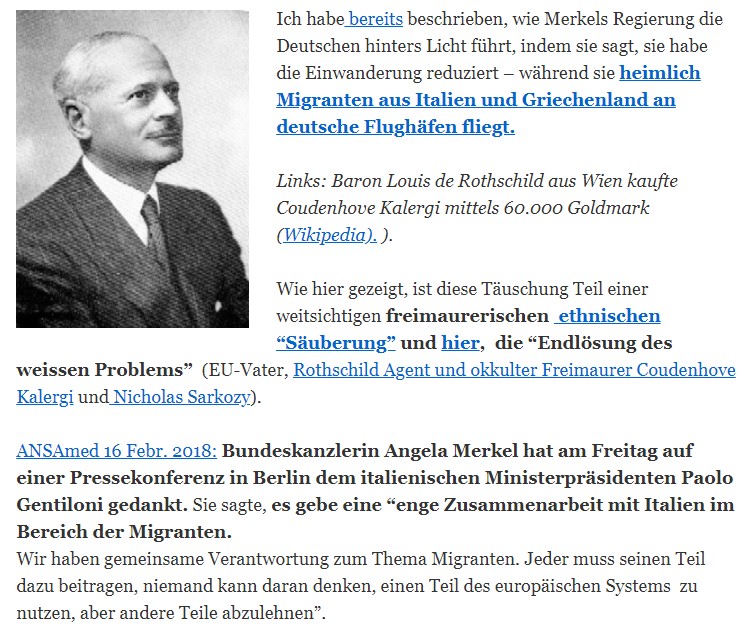 Ich habe bereits beschrieben, wie Merkels Regierung die
Deutschen hinters Licht führt, indem sie sagt, sie habe
die Einwanderung reduziert – während sie heimlich
Migranten aus Italien und Griechenland an
deutsche Flughäfen fliegt.
Links: Baron Louis de Rothschild aus Wien kaufte
Coudenhove Kalergi mittels 60.000 Goldmark
(Wikipedia). ).
Wie hier gezeigt, ist diese Täuschung Teil einer
weitsichtigen freimaurerischen ethnischen
“Säuberung” und hier, die “Endlösung des
weissen Problems” (EU-Vater, Rothschild Agent und okkulter Freimaurer Coudenhove
Kalergi und Nicholas Sarkozy).
ANSAmed 16 Febr. 2018: Bundeskanzlerin Angela Merkel hat am Freitag auf
einer Pressekonferenz in Berlin dem italienischen Ministerpräsidenten Paolo
Gentiloni gedankt. Sie sagte, es gebe eine “enge Zusammenarbeit mit Italien im
Bereich der Migranten.
Wir haben gemeinsame Verantwortung zum Thema Migranten. Jeder muss seinen Teil
dazu beitragen, niemand kann daran denken, einen Teil des europäischen Systems zu
nutzen, aber andere Teile abzulehnen”.